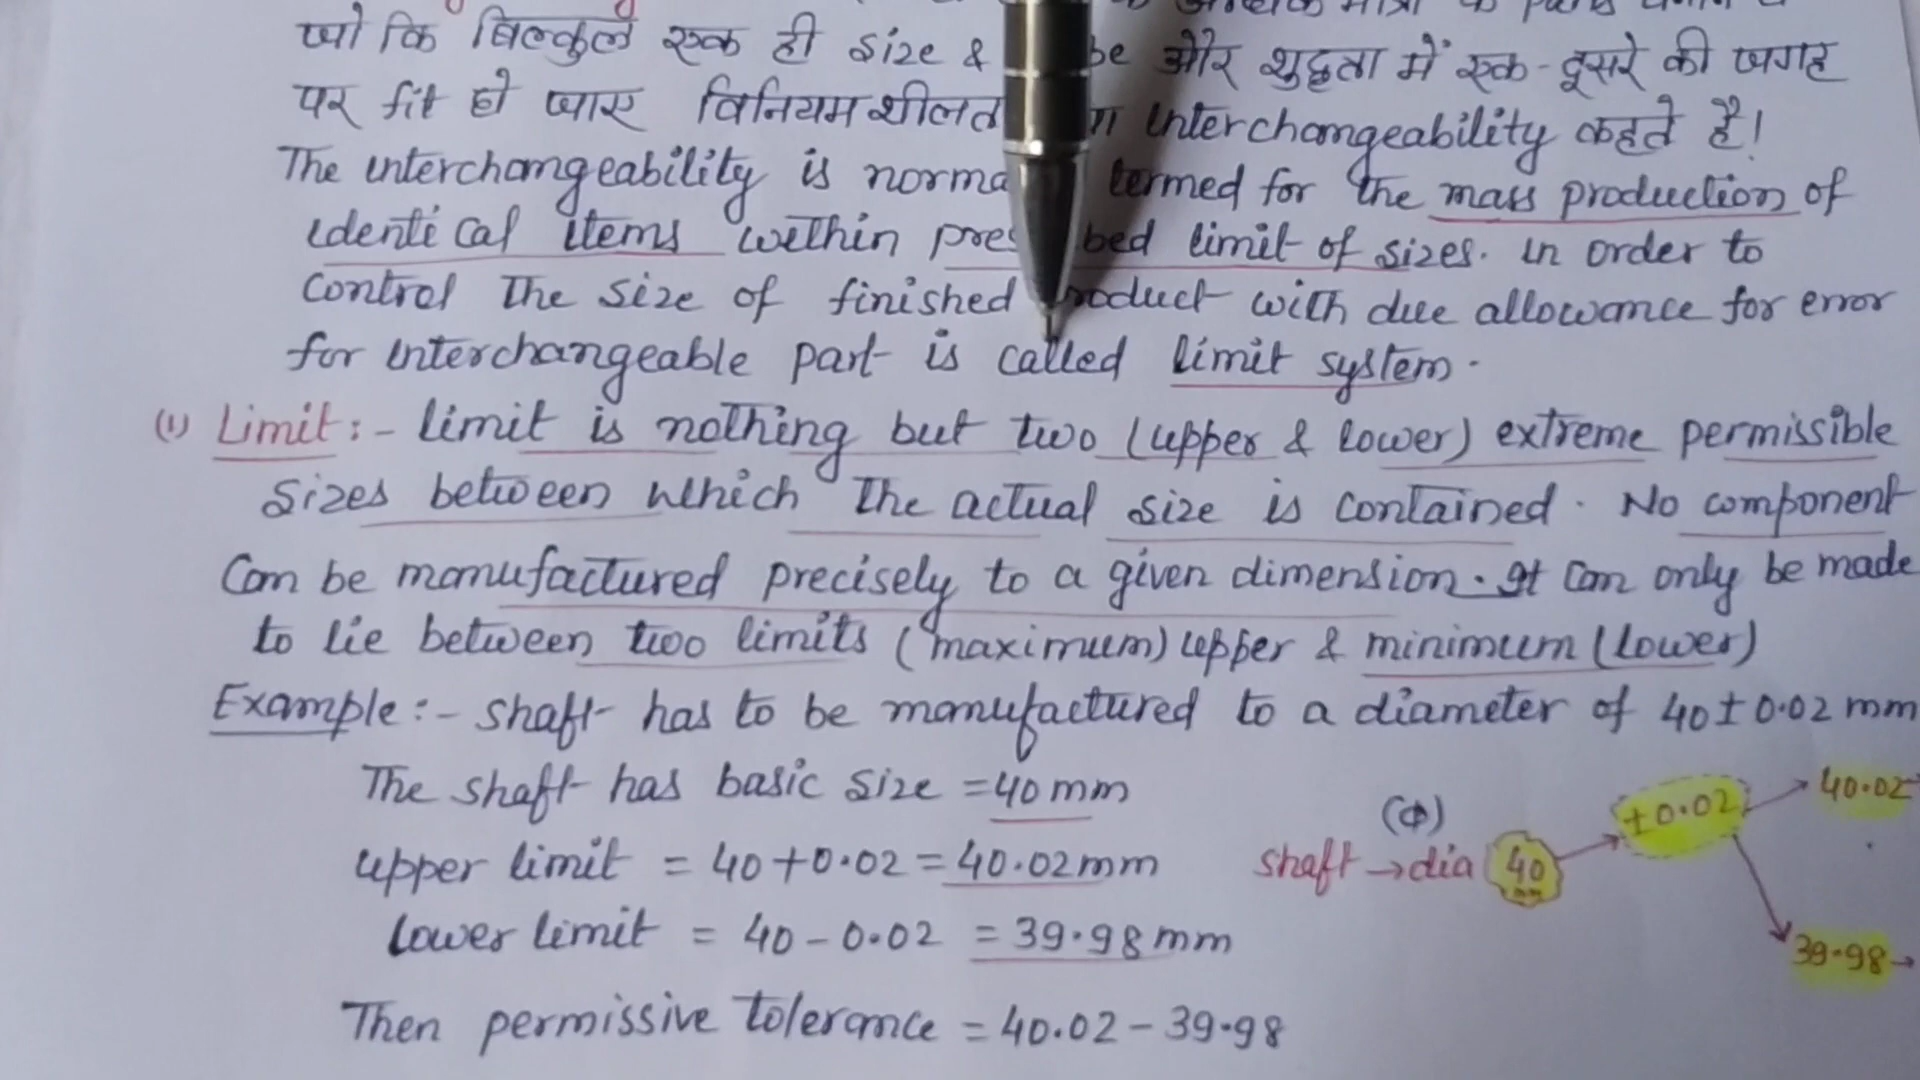 ज्यो कि बिल्कुल एक ही size & be और शुद्धता में एक-दूसरे की जगह
पर fit हो जाए विनियमशीलत Interchangeability कहते है!
The interchangeability is norma termed for the mass production of
identical items within pres bed limit of sizes. in order to
control The size of finished product with due allowance for error
for interchangeable part is called limit system.
(1) Limit:- limit is nothing but two (upper & lower) extreme permissible
sizes between which The actual size is contained. No component
Can be manufactured precisely to a given dimension. It can only be made
to lie between two limits (maximum) upper & minimum (lower)
Example:- shaft has to be manufactured to a diameter of 40±0.02 mm
The shaft has basic size =40mm
upper limit = 40+0.02 = 40.02mm
lower limit = 40-0.02 = 39.98mm
Then permissive tolerance = 40.02-39.98
(Φ)
shaft → dia 40 mm
±0.02
40.02
39.98